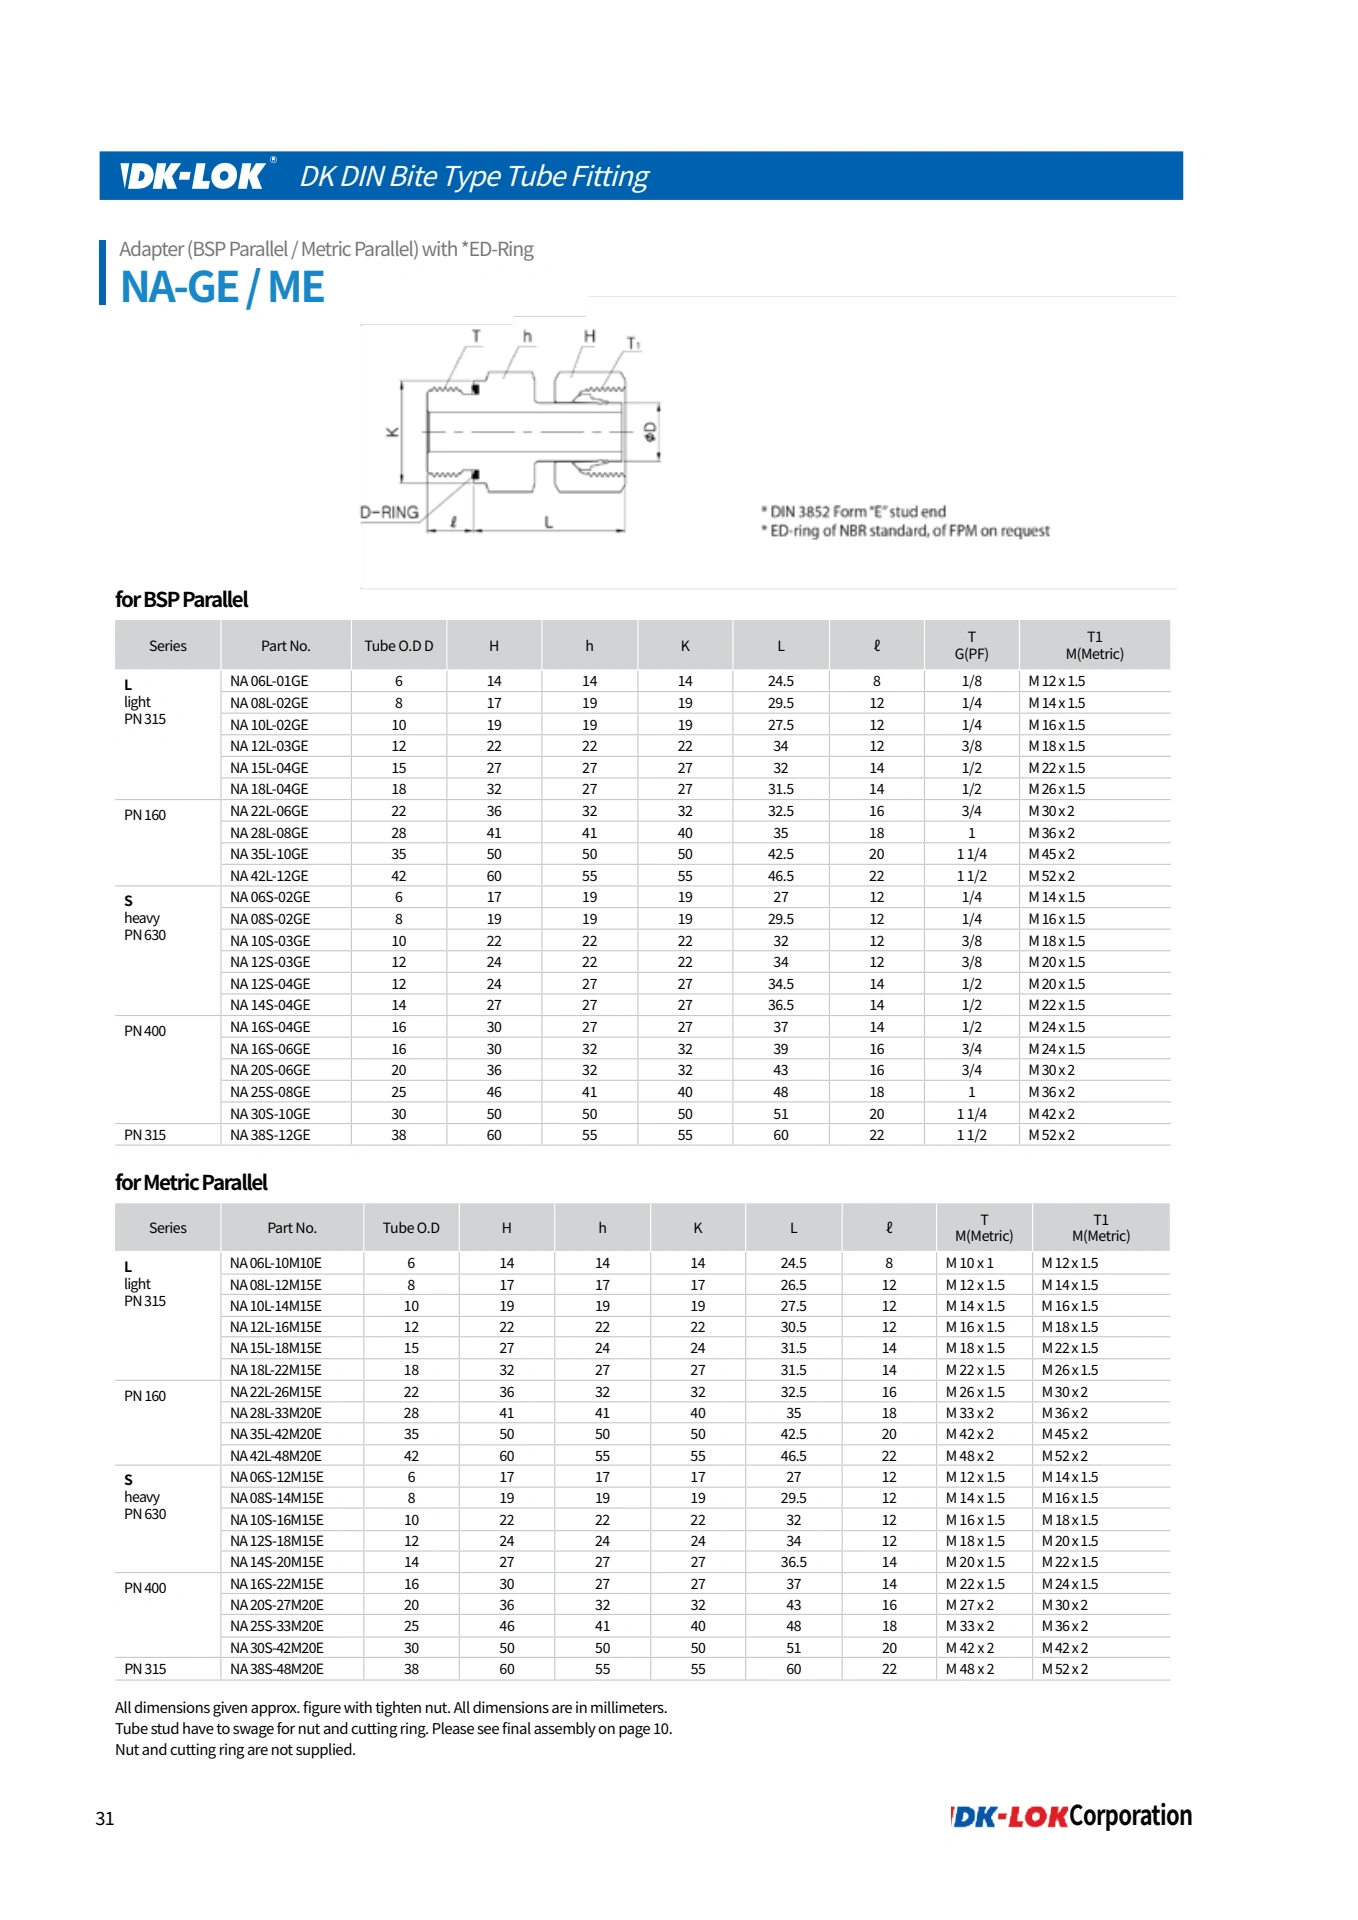 DK-LOK® DK DIN Bite Type Tube Fitting
Adapter (BSP Parallel / Metric Parallel) with *ED-Ring
NA-GE / ME
T h H T1
K
øD
D-RING
ℓ L
* DIN 3852 Form "E" stud end
* ED-ring of NBR standard, of FPM on request
for BSP Parallel
Series Part No. Tube O.D D H h K L ℓ T G(PF) T1 M(Metric)
L light PN 315 NA 06L-01GE 6 14 14 14 24.5 8 1/8 M 12 x 1.5
NA 08L-02GE 8 17 19 19 29.5 12 1/4 M 14 x 1.5
NA 10L-02GE 10 19 19 19 27.5 12 1/4 M 16 x 1.5
NA 12L-03GE 12 22 22 22 34 12 3/8 M 18 x 1.5
NA 15L-04GE 15 27 27 27 32 14 1/2 M 22 x 1.5
NA 18L-04GE 18 32 27 27 31.5 14 1/2 M 26 x 1.5
PN 160 NA 22L-06GE 22 36 32 32 32.5 16 3/4 M 30 x 2
NA 28L-08GE 28 41 41 40 35 18 1 M 36 x 2
NA 35L-10GE 35 50 50 50 42.5 20 1 1/4 M 45 x 2
NA 42L-12GE 42 60 55 55 46.5 22 1 1/2 M 52 x 2
S heavy PN 630 NA 06S-02GE 6 17 19 19 27 12 1/4 M 14 x 1.5
NA 08S-02GE 8 19 19 19 29.5 12 1/4 M 16 x 1.5
NA 10S-03GE 10 22 22 22 32 12 3/8 M 18 x 1.5
NA 12S-03GE 12 24 22 22 34 12 3/8 M 20 x 1.5
NA 12S-04GE 12 24 27 27 34.5 14 1/2 M 20 x 1.5
NA 14S-04GE 14 27 27 27 36.5 14 1/2 M 22 x 1.5
PN 400 NA 16S-04GE 16 30 27 27 37 14 1/2 M 24 x 1.5
NA 16S-06GE 16 30 32 32 39 16 3/4 M 24 x 1.5
NA 20S-06GE 20 36 32 32 43 16 3/4 M 30 x 2
NA 25S-08GE 25 46 41 40 48 18 1 M 36 x 2
NA 30S-10GE 30 50 50 50 51 20 1 1/4 M 42 x 2
PN 315 NA 38S-12GE 38 60 55 55 60 22 1 1/2 M 52 x 2
for Metric Parallel
Series Part No. Tube O.D H h K L ℓ T M(Metric) T1 M(Metric)
L light PN 315 NA 06L-10M10E 6 14 14 14 24.5 8 M 10 x 1 M 12 x 1.5
NA 08L-12M15E 8 17 17 17 26.5 12 M 12 x 1.5 M 14 x 1.5
NA 10L-14M15E 10 19 19 19 27.5 12 M 14 x 1.5 M 16 x 1.5
NA 12L-16M15E 12 22 22 22 30.5 12 M 16 x 1.5 M 18 x 1.5
NA 15L-18M15E 15 27 24 24 31.5 14 M 18 x 1.5 M 22 x 1.5
NA 18L-22M15E 18 32 27 27 31.5 14 M 22 x 1.5 M 26 x 1.5
PN 160 NA 22L-26M15E 22 36 32 32 32.5 16 M 26 x 1.5 M 30 x 2
NA 28L-33M20E 28 41 41 40 35 18 M 33 x 2 M 36 x 2
NA 35L-42M20E 35 50 50 50 42.5 20 M 42 x 2 M 45 x 2
NA 42L-48M20E 42 60 55 55 46.5 22 M 48 x 2 M 52 x 2
S heavy PN 630 NA 06S-12M15E 6 17 17 17 27 12 M 12 x 1.5 M 14 x 1.5
NA 08S-14M15E 8 19 19 19 29.5 12 M 14 x 1.5 M 16 x 1.5
NA 10S-16M15E 10 22 22 22 32 12 M 16 x 1.5 M 18 x 1.5
NA 12S-18M15E 12 24 24 24 34 12 M 18 x 1.5 M 20 x 1.5
NA 14S-20M15E 14 27 27 27 36.5 14 M 20 x 1.5 M 22 x 1.5
PN 400 NA 16S-22M15E 16 30 27 27 37 14 M 22 x 1.5 M 24 x 1.5
NA 20S-27M20E 20 36 32 32 43 16 M 27 x 2 M 30 x 2
NA 25S-33M20E 25 46 41 40 48 18 M 33 x 2 M 36 x 2
NA 30S-42M20E 30 50 50 50 51 20 M 42 x 2 M 42 x 2
PN 315 NA 38S-48M20E 38 60 55 55 60 22 M 48 x 2 M 52 x 2
All dimensions given approx. figure with tighten nut. All dimensions are in millimeters.
Tube stud have to swage for nut and cutting ring. Please see final assembly on page 10.
Nut and cutting ring are not supplied.
31
DK-LOK Corporation